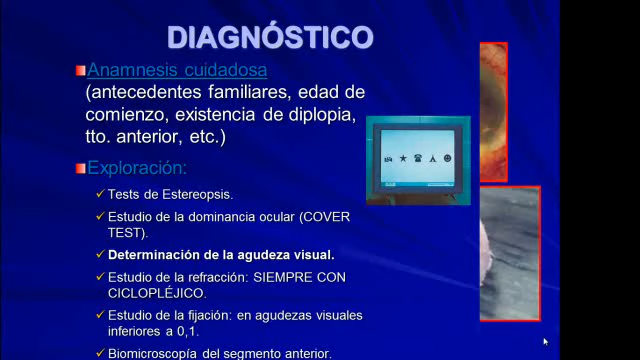 DIAGNÓSTICO
Anamnesis cuidadosa
(antecedentes familiares, edad de
comienzo, existencia de diplopia,
tto. anterior, etc.)
Exploración:
Tests de Estereopsis.
Estudio de la dominancia ocular (COVER
TEST).
Determinación de la agudeza visual.
Estudio de la refracción: SIEMPRE CON
CICLOPLÉJICO.
Estudio de la fijación: en agudezas visuales
inferiores a 0,1.
Biomicroscopía del segmento anterior.